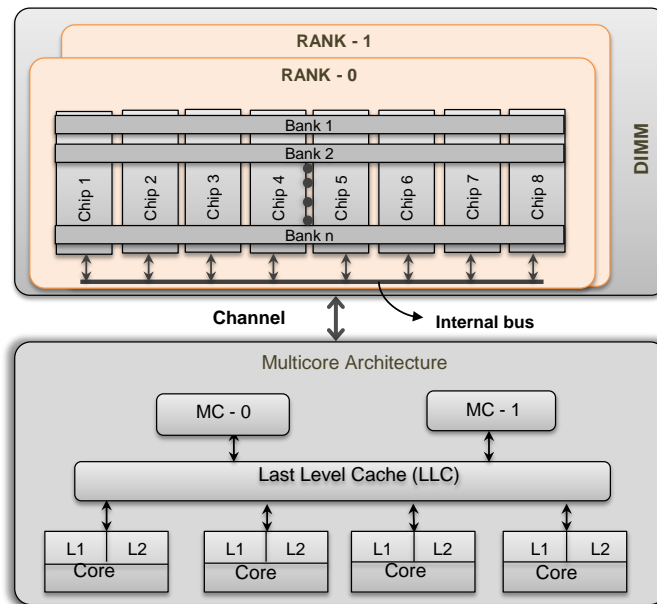 RANK - 1
RANK - 0
Bank 1
Bank 2
Chip 1
Chip 2
Chip 3
Chip 4
Chip 5
Chip 6
Chip 7
Chip 8
Bank n
DIMM
Channel
Internal bus
Multicore Architecture
MC - 0
MC - 1
Last Level Cache (LLC)
L1 L2 L1 L2 L1 L2 L1 L2
Core Core Core Core